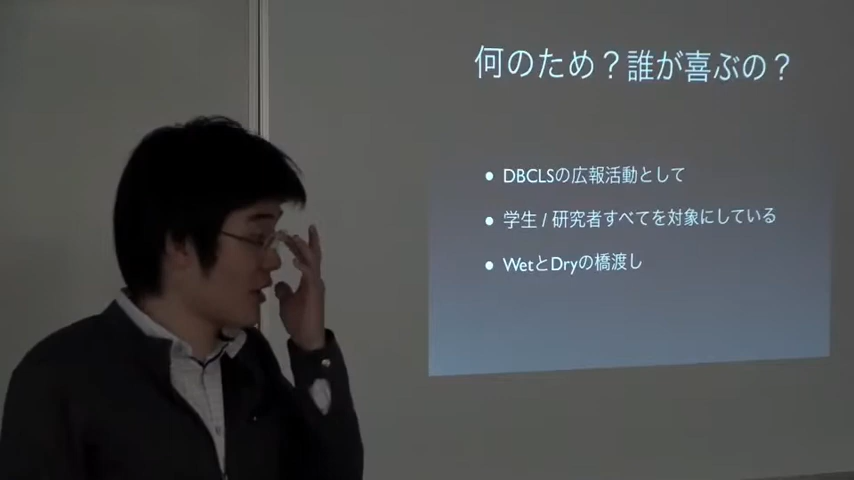 何のため？誰が喜ぶの？
• DBCLSの広報活動として
• 学生 / 研究者すべてを対象にしている
• WetとDryの橋渡し